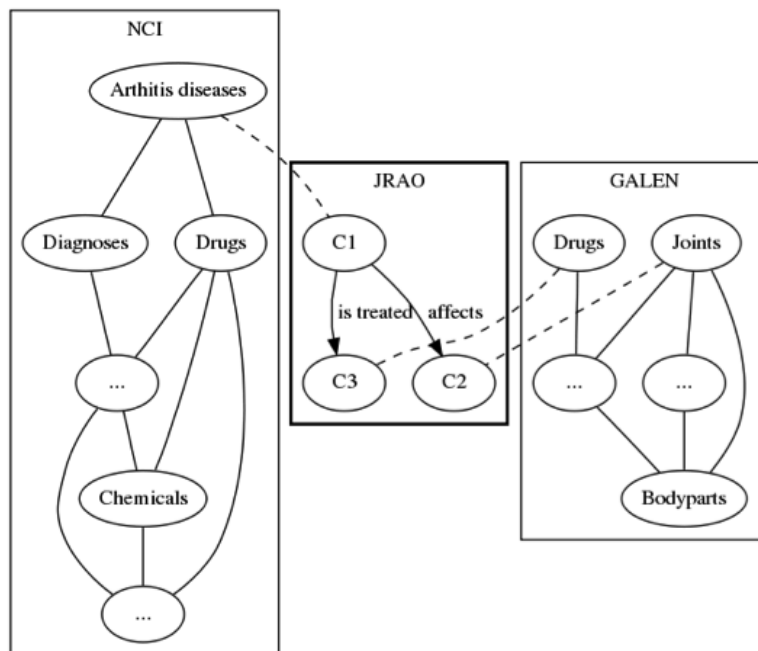 NCI
Arthitis diseases
Diagnoses
Drugs
...
Chemicals
...
JRAO
C1
is treated
affects
C3
C2
GALEN
Drugs
Joints
...
...
Bodyparts